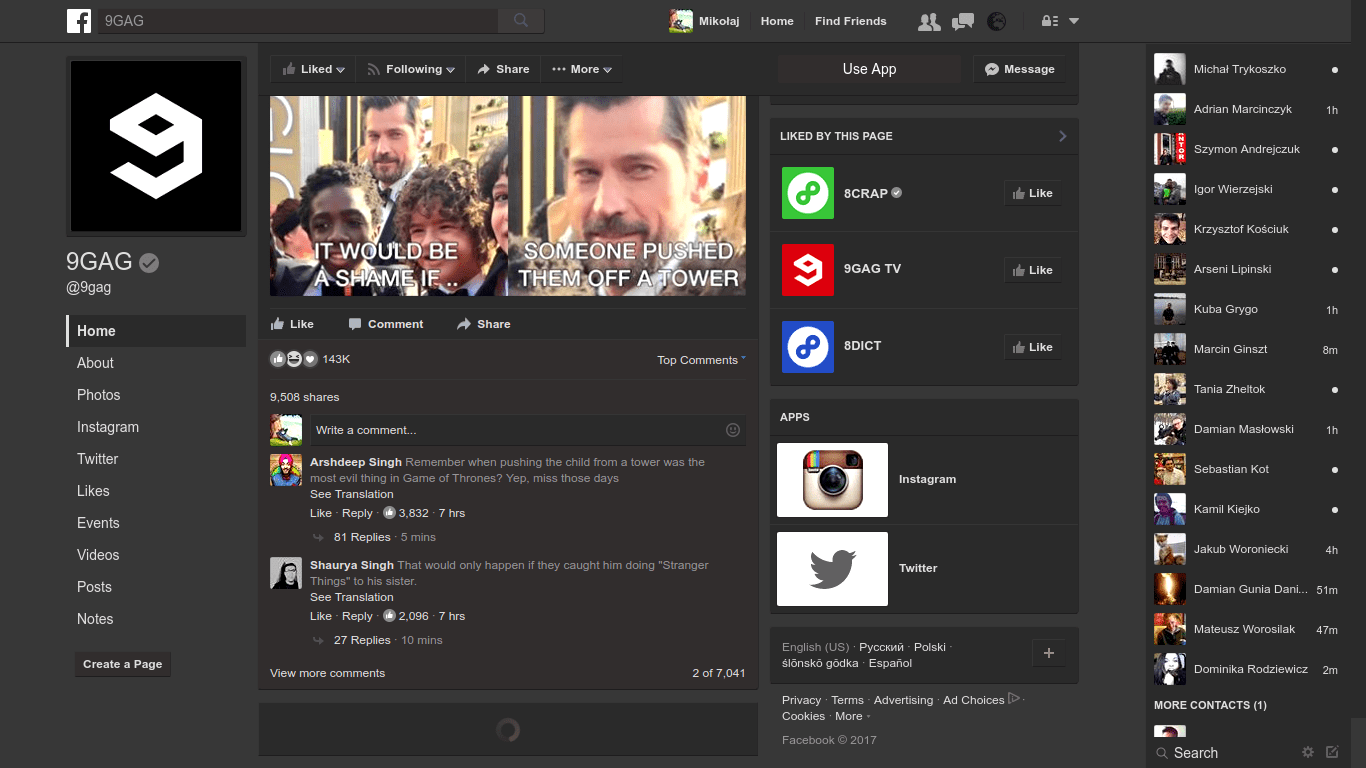 9GAG
Mikołaj
Home
Find Friends
9GAG
@9gag
Home
About
Photos
Instagram
Twitter
Likes
Events
Videos
Posts
Notes
Create a Page
Liked
Following
Share
More
Use App
Message
IT WOULD BE
A SHAME IF ..
SOMEONE PUSHED
THEM OFF A TOWER
Like
Comment
Share
143K
Top Comments
9,508 shares
Write a comment...
Arshdeep Singh Remember when pushing the child from a tower was the
most evil thing in Game of Thrones? Yep, miss those days
See Translation
Like · Reply · 3,832 · 7 hrs
81 Replies · 5 mins
Shaurya Singh That would only happen if they caught him doing "Stranger
Things" to his sister.
See Translation
Like · Reply · 2,096 · 7 hrs
27 Replies · 10 mins
View more comments
2 of 7,041
LIKED BY THIS PAGE
8CRAP
Like
9GAG TV
Like
8DICT
Like
APPS
Instagram
Twitter
English (US) · Русский · Polski ·
ślōnskŏ gŏdka · Español
Privacy · Terms · Advertising · Ad Choices ·
Cookies · More
Facebook © 2017
Michał Trykoszko
Adrian Marcinczyk 1h
Szymon Andrejczuk
Igor Wierzejski
Krzysztof Kościuk
Arseni Lipinski
Kuba Grygo 1h
Marcin Ginszt 8m
Tania Zheltok
Damian Masłowski 1h
Sebastian Kot
Kamil Kiejko
Jakub Woroniecki 4h
Damian Gunia Dani... 51m
Mateusz Worosilak 47m
Dominika Rodziewicz 2m
MORE CONTACTS (1)
Search